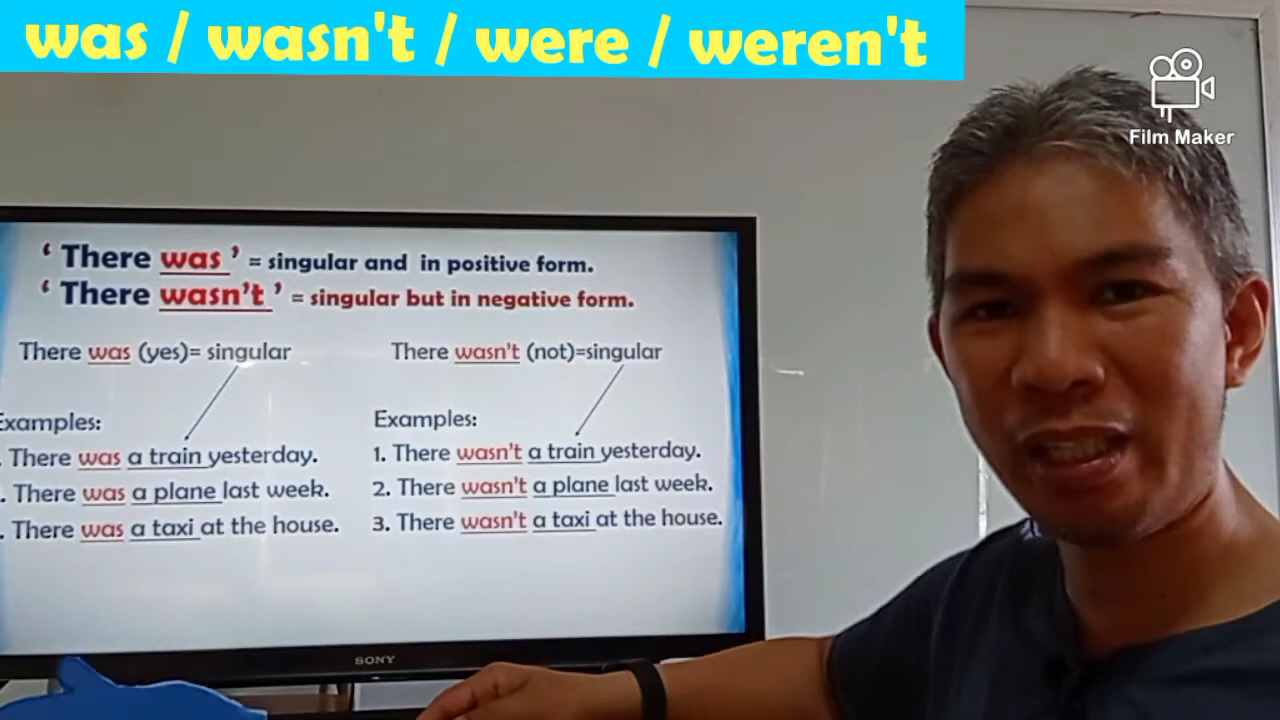 was / wasn't / were / weren't
Film Maker
‘ There was ’ = singular and in positive form.
‘ There wasn’t ’ = singular but in negative form.
There was (yes)= singular
There wasn’t (not)=singular
Examples:
. There was a train yesterday.
. There was a plane last week.
. There was a taxi at the house.
Examples:
1. There wasn’t a train yesterday.
2. There wasn’t a plane last week.
3. There wasn’t a taxi at the house.
SONY